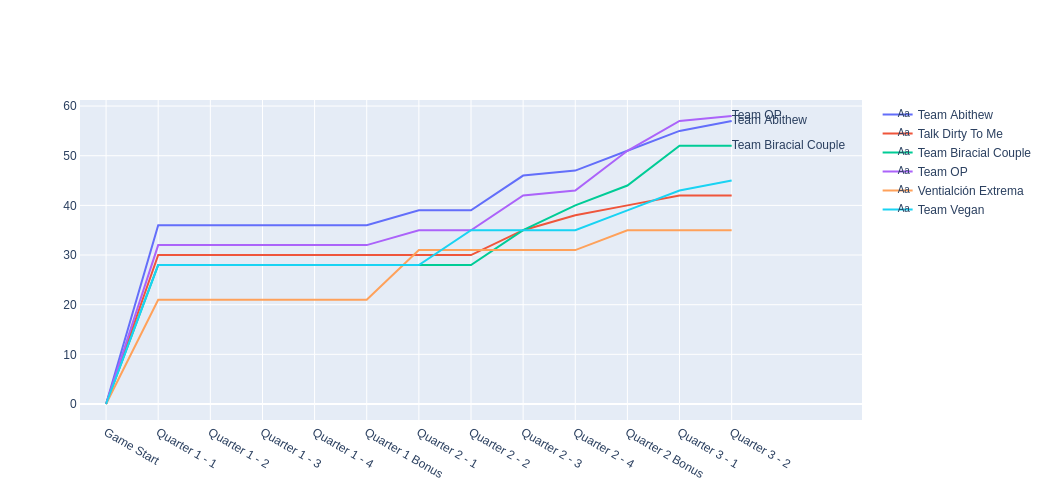 60
50
40
30
20
10
0
Team OP
Team Abithew
Team Biracial Couple
Game Start
Quarter 1 - 1
Quarter 1 - 2
Quarter 1 - 3
Quarter 1 - 4
Quarter 1 Bonus
Quarter 2 - 1
Quarter 2 - 2
Quarter 2 - 3
Quarter 2 - 4
Quarter 2 Bonus
Quarter 3 - 1
Quarter 3 - 2
Aa Team Abithew
Aa Talk Dirty To Me
Aa Team Biracial Couple
Aa Team OP
Aa Ventialción Extrema
Aa Team Vegan